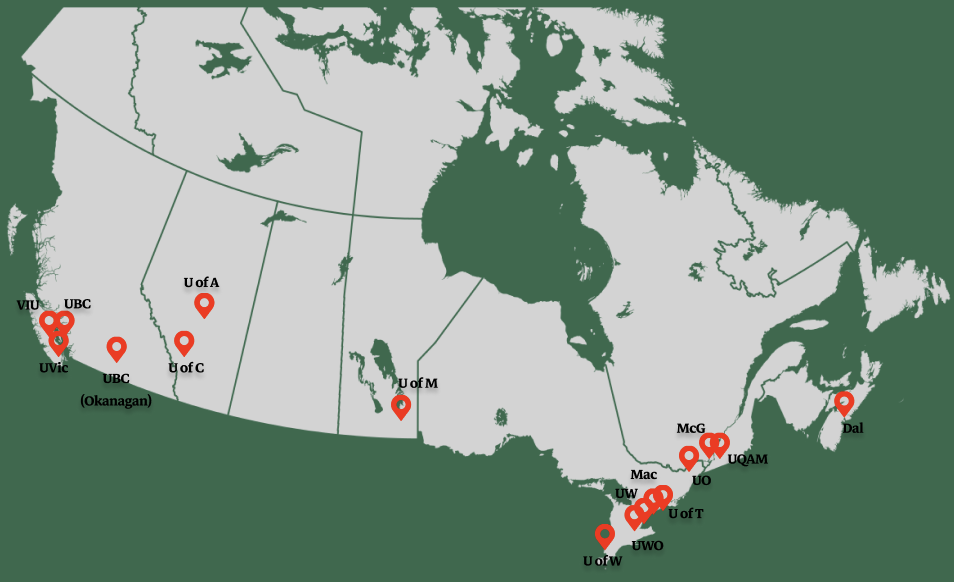 U of A
VIU
UBC
UVic
U of C
UBC
(Okanagan)
U of M
McG
Dal
UQAM
Mac
UO
UW
U of T
UWO
U of W